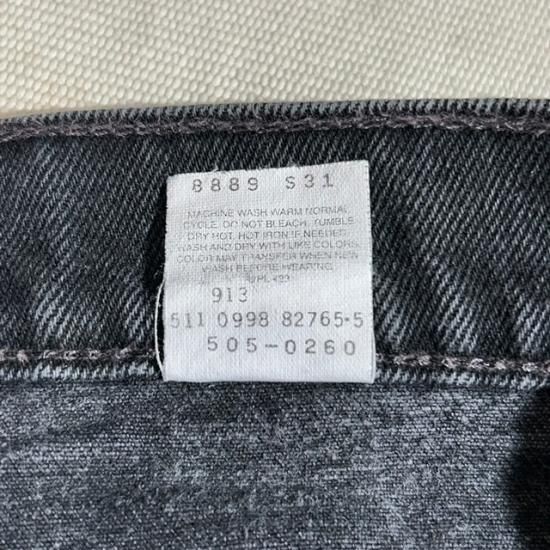 8889 S31
MACHINE WASH WARM NORMAL
CYCLE. DO NOT BLEACH. TUMBLE
DRY HOT. HOT IRON IF NEEDED.
WASH AND DRY WITH LIKE COLORS.
COLOR MAY TRANSFER WHEN NEW
WASH BEFORE WEARING.
WPL 423
913
511 0998 82765-5
505-0260